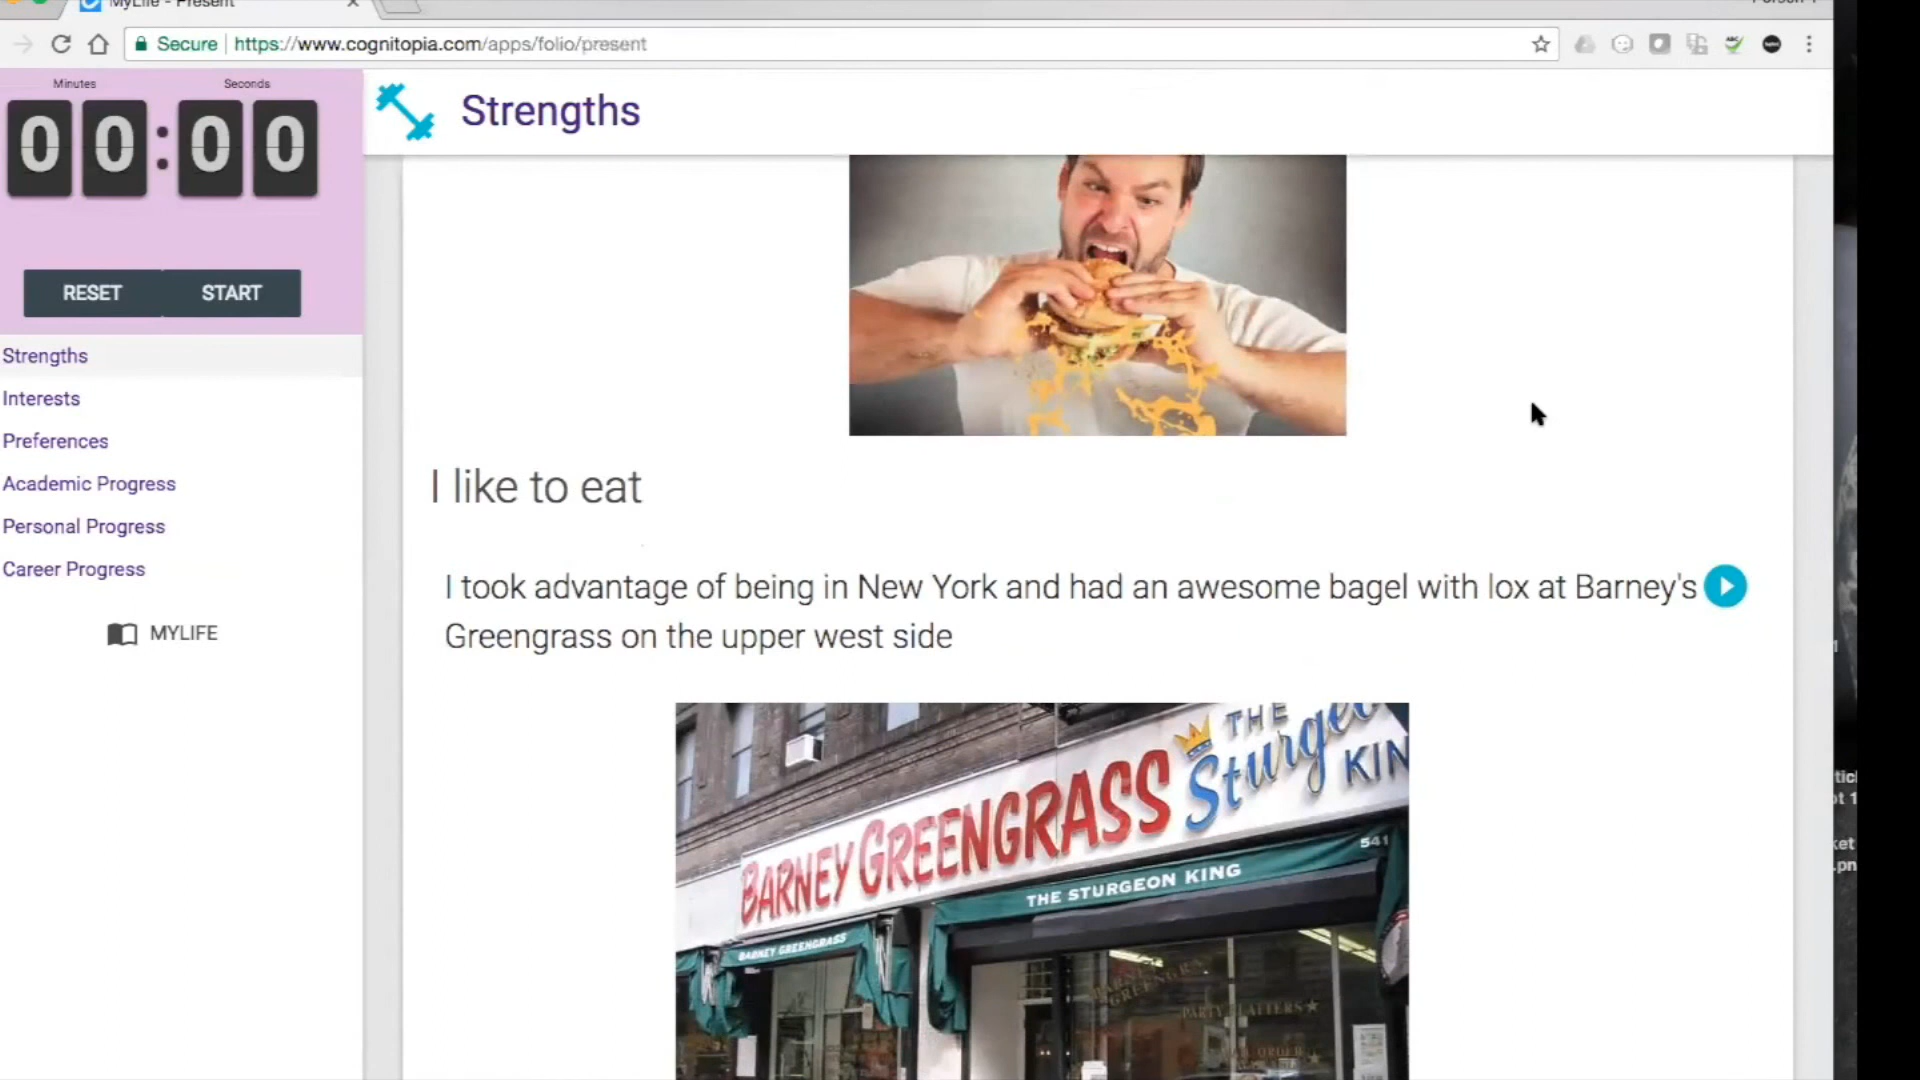 MyLife - Present
Secure
https://www.cognitopia.com/apps/folio/present
Minutes
Seconds
00:00
RESET
START
Strengths
Interests
Preferences
Academic Progress
Personal Progress
Career Progress
MYLIFE
Strengths
I like to eat
I took advantage of being in New York and had an awesome bagel with lox at Barney's
Greengrass on the upper west side
BARNEY GREENGRASS
THE
Sturgeo
KIN
541
THE STURGEON KING
BARNEY GREENGRASS
PARTY PLATTERS